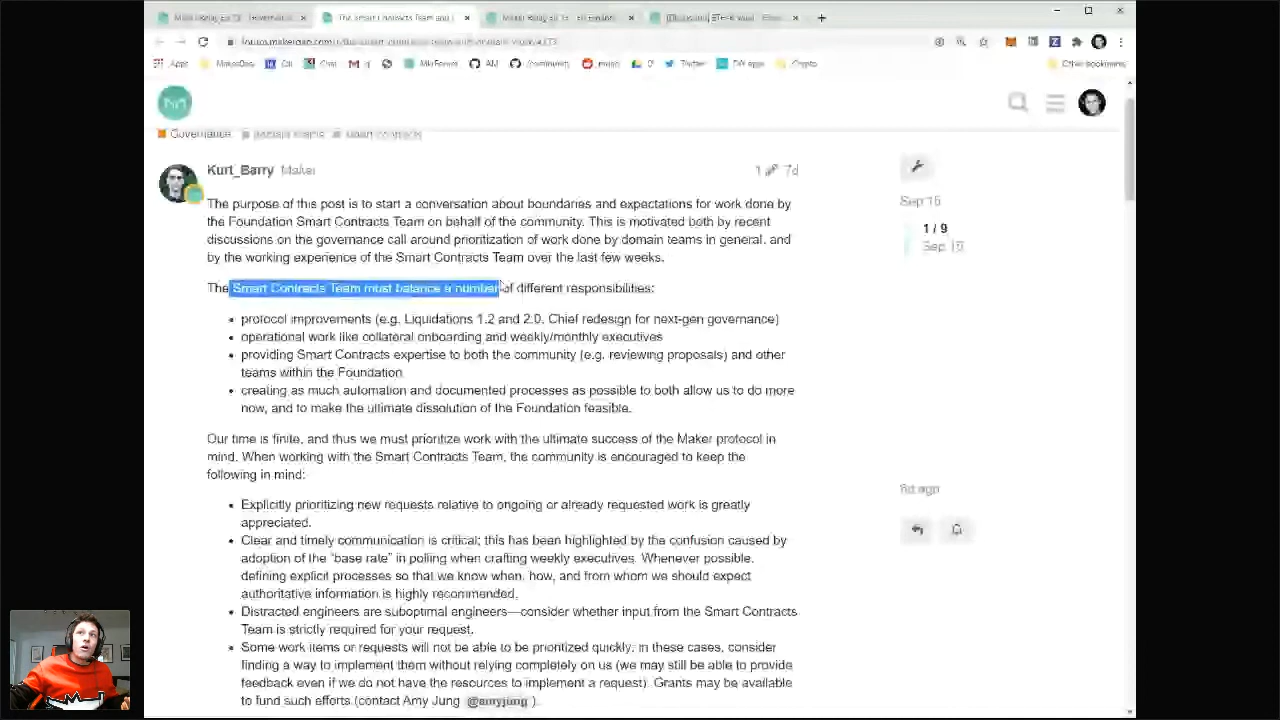 The Smart Contracts Team and
Apps
Chat
Twitter
Other bookmarks
Governance
Kurt_Barry Maker
1 7d
The purpose of this post is to start a conversation about boundaries and expectations for work done by
the Foundation Smart Contracts Team on behalf of the community. This is motivated both by recent
discussions on the governance call around prioritization of work done by domain teams in general, and
by the working experience of the Smart Contracts Team over the last few weeks.
The Smart Contracts Team must balance a number of different responsibilities:
• protocol improvements (e.g. Liquidations 1.2 and 2.0, Chief redesign for next-gen governance)
• operational work like collateral onboarding and weekly/monthly executives
• providing Smart Contracts expertise to both the community (e.g. reviewing proposals) and other
teams within the Foundation
• creating as much automation and documented processes as possible to both allow us to do more
now, and to make the ultimate dissolution of the Foundation feasible.
Our time is finite, and thus we must prioritize work with the ultimate success of the Maker protocol in
mind. When working with the Smart Contracts Team, the community is encouraged to keep the
following in mind:
• Explicitly prioritizing new requests relative to ongoing or already requested work is greatly
appreciated.
• Clear and timely communication is critical; this has been highlighted by the confusion caused by
adoption of the "base rate" in polling when crafting weekly executives. Whenever possible,
defining explicit processes so that we know when, how, and from whom we should expect
authoritative information is highly recommended.
• Distracted engineers are suboptimal engineers—consider whether input from the Smart Contracts
Team is strictly required for your request.
• Some work items or requests will not be able to be prioritized quickly. In these cases, consider
finding a way to implement them without relying completely on us (we may still be able to provide
feedback even if we do not have the resources to implement a request). Grants may be available
to fund such efforts (contact Amy Jung @amyjung ).
Sep 15
1 / 9
ago